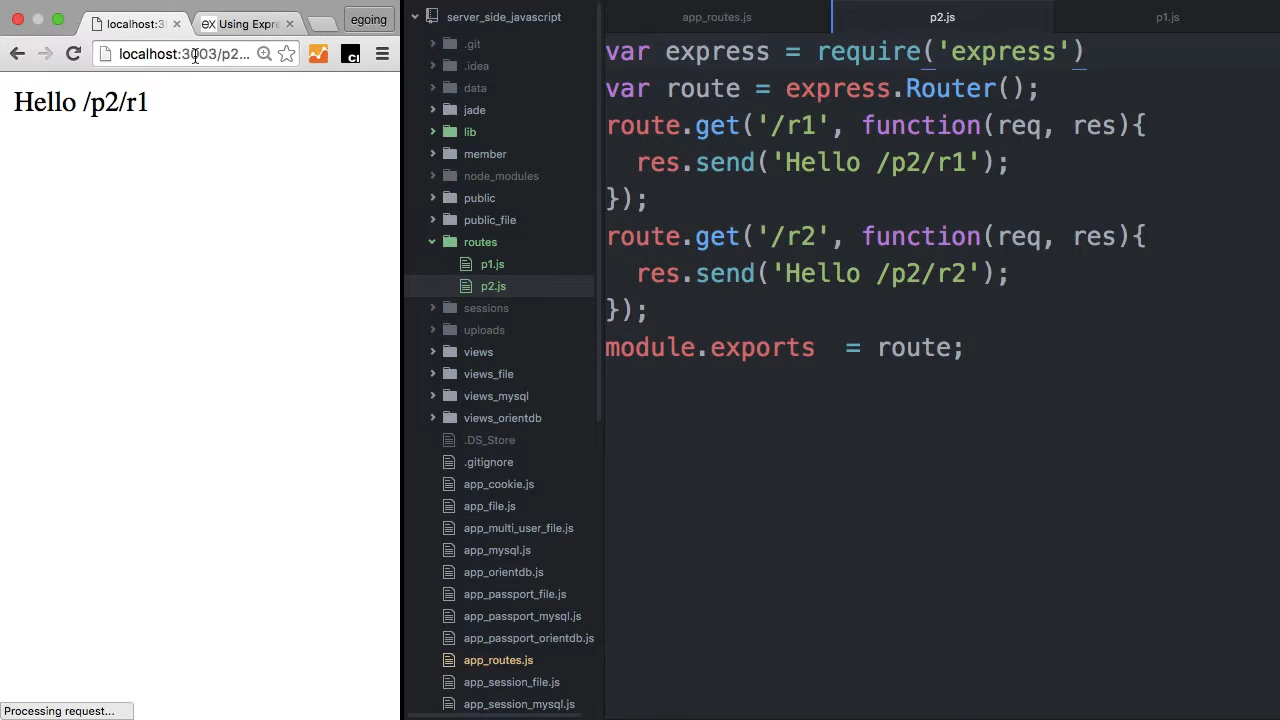 localhost:3
Using Expre
egoing
localhost:3003/p2...
Hello /p2/r1
Processing request...
server_side_javascript
.git
.idea
data
jade
lib
member
node_modules
public
public_file
routes
p1.js
p2.js
sessions
uploads
views
views_file
views_mysql
views_orientdb
.DS_Store
.gitignore
app_cookie.js
app_file.js
app_multi_user_file.js
app_mysql.js
app_orientdb.js
app_passport_file.js
app_passport_mysql.js
app_passport_orientdb.js
app_routes.js
app_session_file.js
app_session_mysql.js
app_routes.js
p2.js
p1.js
var express = require('express')
var route = express.Router();
route.get('/r1', function(req, res){
  res.send('Hello /p2/r1');
});
route.get('/r2', function(req, res){
  res.send('Hello /p2/r2');
});
module.exports  = route;